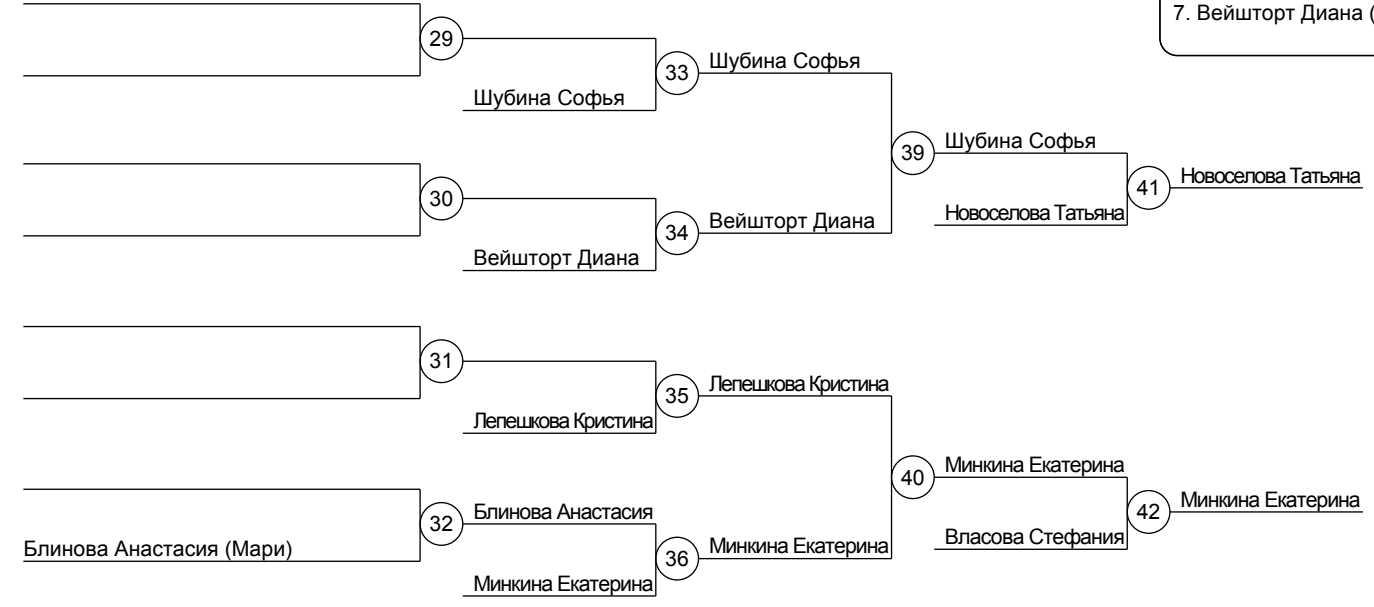 7. Вейшторт Диана (
29
Шубина Софья
33
Шубина Софья
Шубина Софья
39
41
Новоселова Татьяна
30
Новоселова Татьяна
Вейшторт Диана
34
Вейшторт Диана
31
Лепешкова Кристина
35
Лепешкова Кристина
Минкина Екатерина
40
Минкина Екатерина
42
Блинова Анастасия
32
Власова Стефания
Блинова Анастасия (Мари)
Минкина Екатерина
36
Минкина Екатерина